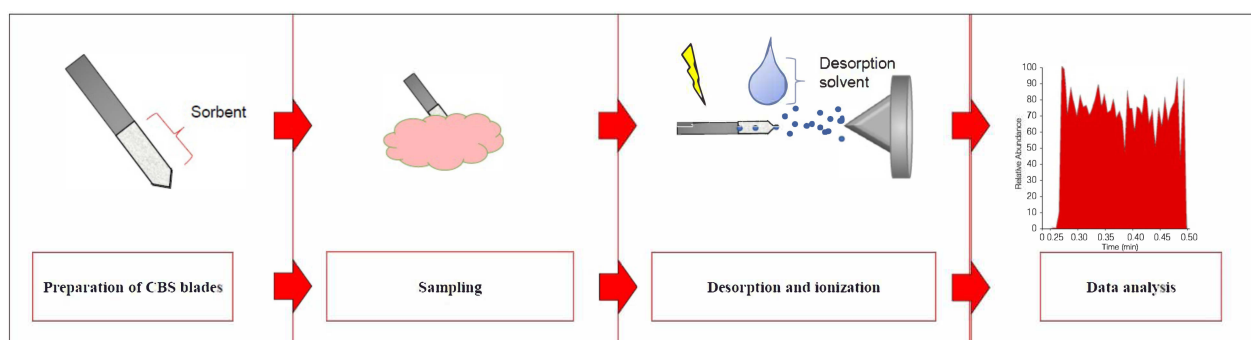 Sorbent
Desorption
solvent
Relative Abundance
100
90
80
70
60
50
40
30
20
10
0
0 0.25 0.30 0.35 0.40 0.45 0.50
Time (min)
Preparation of CBS blades
Sampling
Desorption and ionization
Data analysis